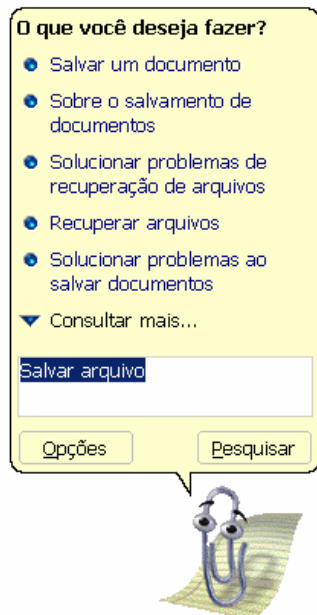 O que você deseja fazer?
Salvar um documento
Sobre o salvamento de
documentos
Solucionar problemas de
recuperação de arquivos
Recuperar arquivos
Solucionar problemas ao
salvar documentos
Consultar mais...
Salvar arquivo
Opções
Pesquisar